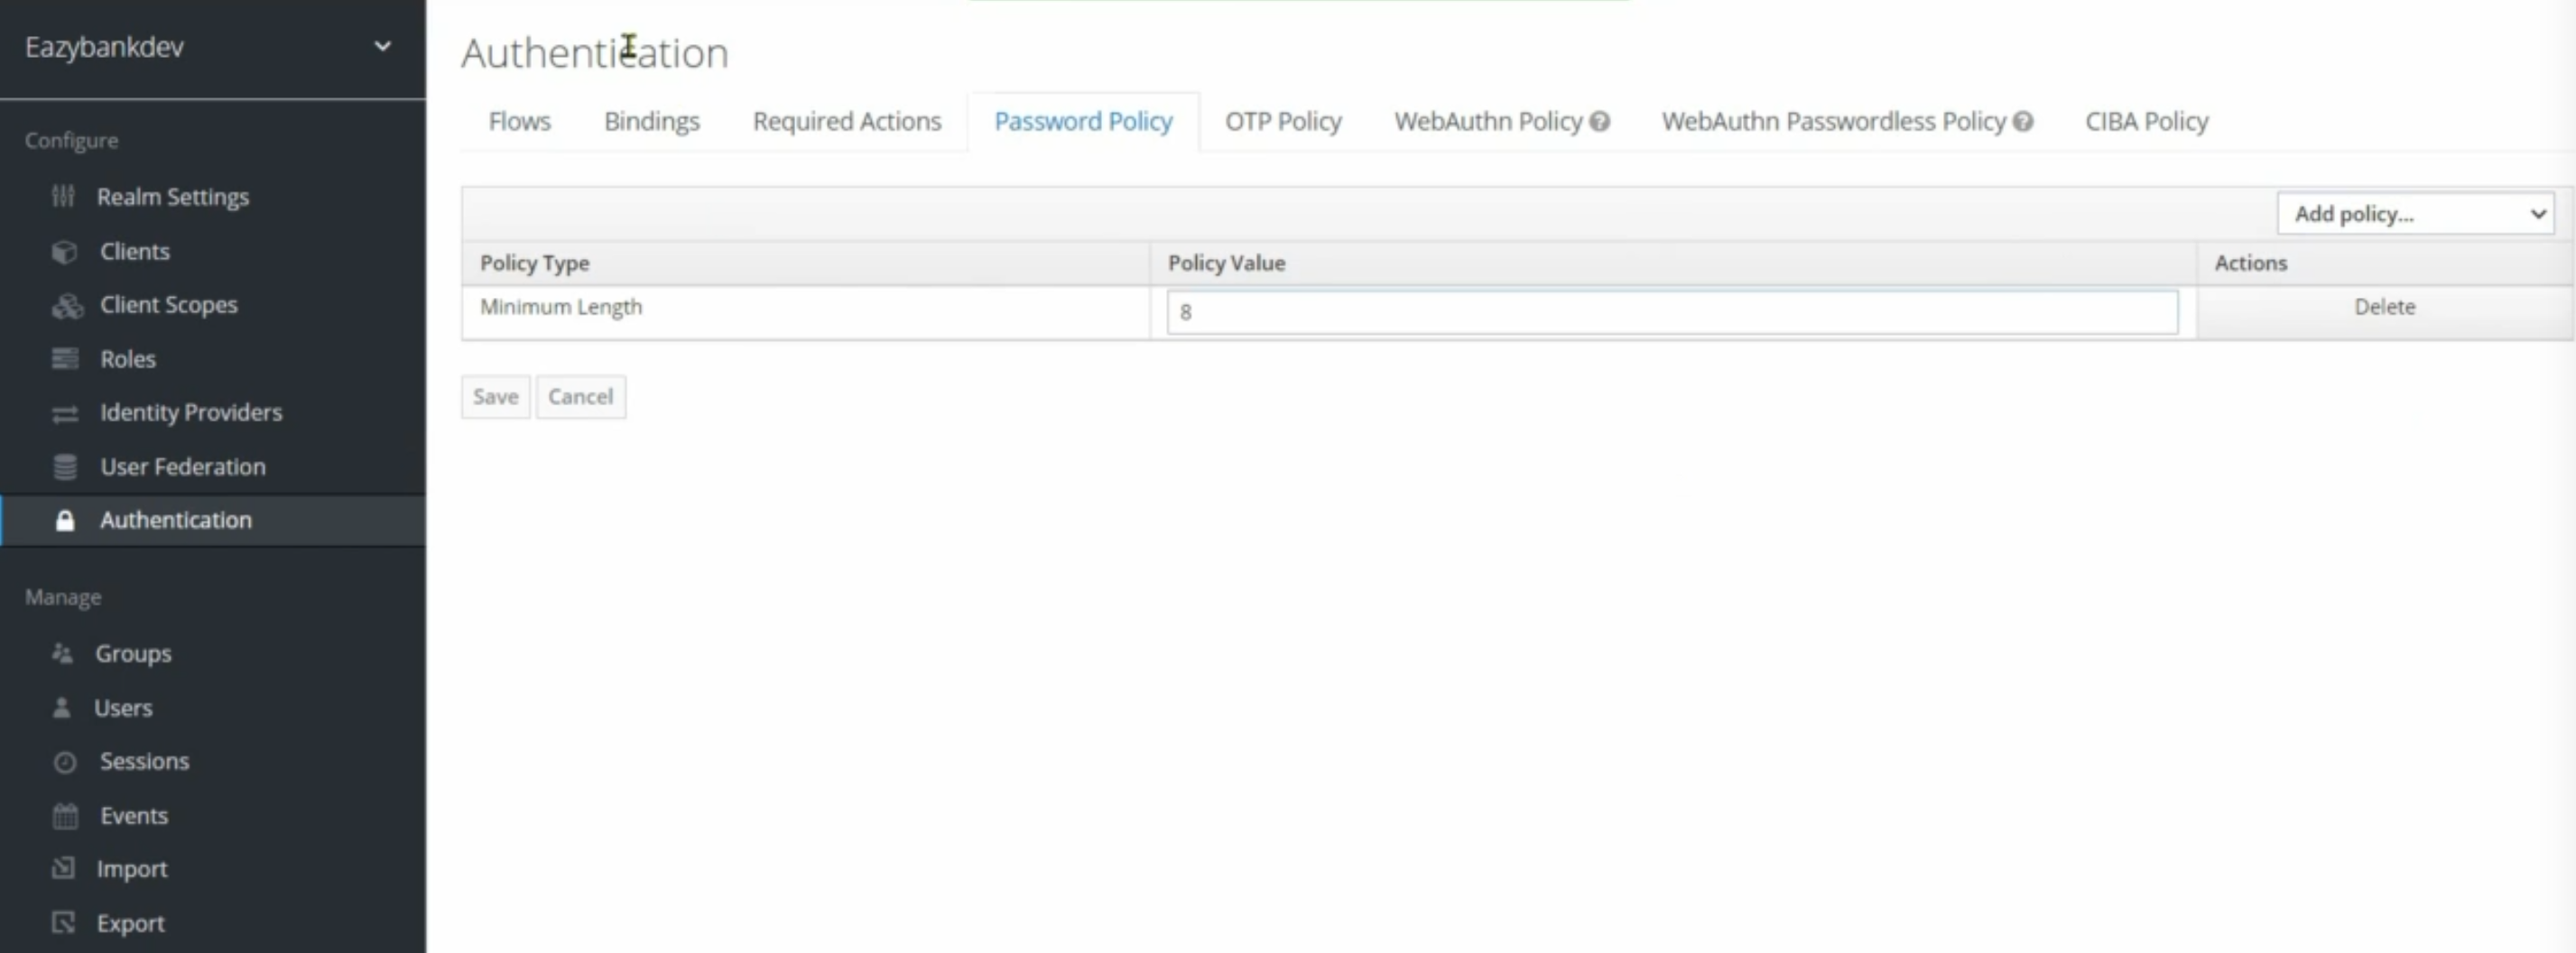 Eazybankdev
Configure
Realm Settings
Clients
Client Scopes
Roles
Identity Providers
User Federation
Authentication
Manage
Groups
Users
Sessions
Events
Import
Export
Authentication
Flows Bindings Required Actions Password Policy OTP Policy WebAuthn Policy WebAuthn Passwordless Policy CIBA Policy
Add policy...
Policy Type Policy Value Actions
Minimum Length 8 Delete
Save Cancel